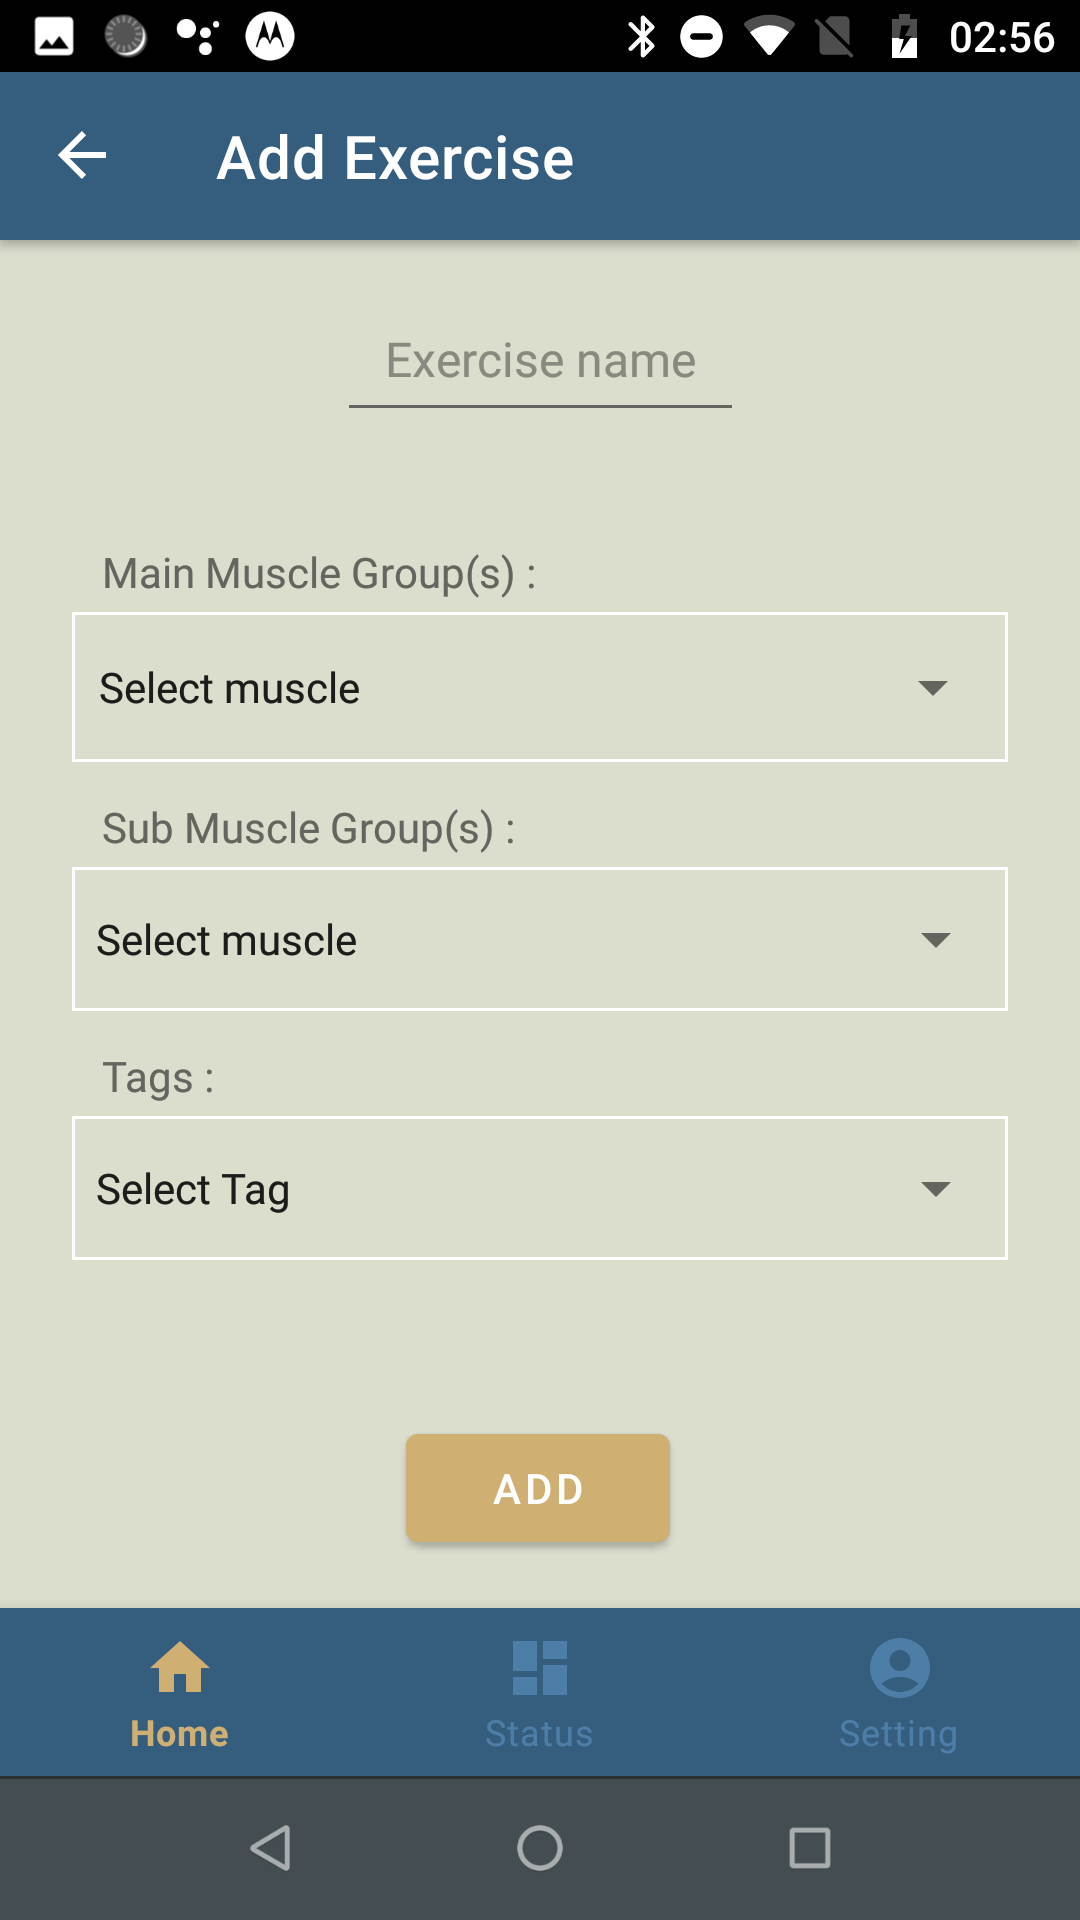 02:56
Add Exercise
Exercise name
Main Muscle Group(s) :
Select muscle
Sub Muscle Group(s) :
Select muscle
Tags :
Select Tag
ADD
Home
Status
Setting